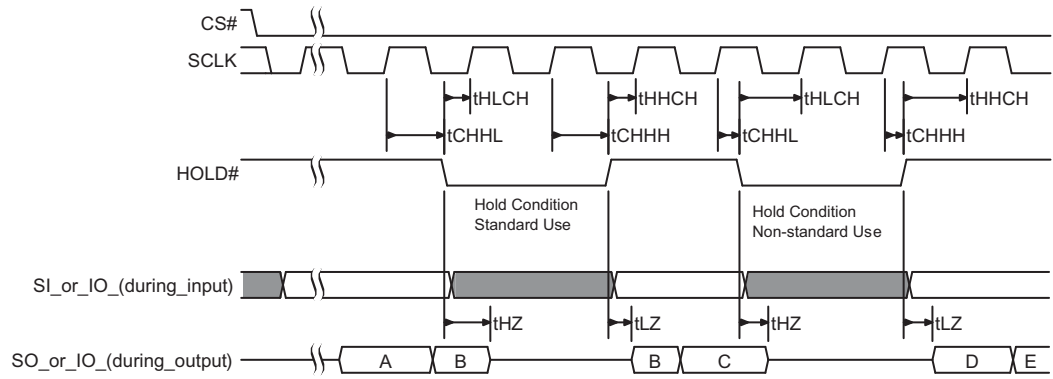 CS#
SCLK
tHLCH tHHCH tHLCH tHHCH
tCHHL tCHHH tCHHL tCHHH
HOLD#
Hold Condition
Standard Use
Hold Condition
Non-standard Use
SI_or_IO_(during_input)
tHZ tLZ tHZ tLZ
SO_or_IO_(during_output) A B B C D E